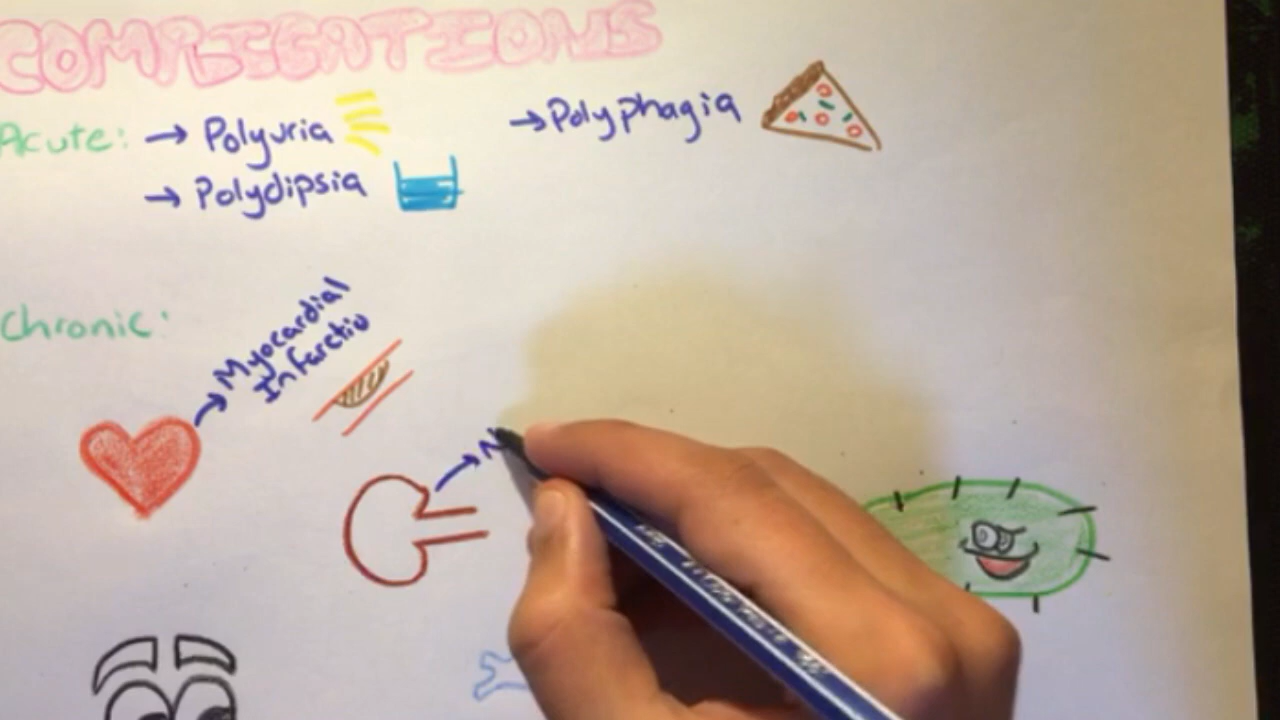 COMPLICATIONS
Acute: → Polyuria
→ Polyphagia
→ Polydipsia
Chronic:
→ Myocardial
Infarctio
→ N